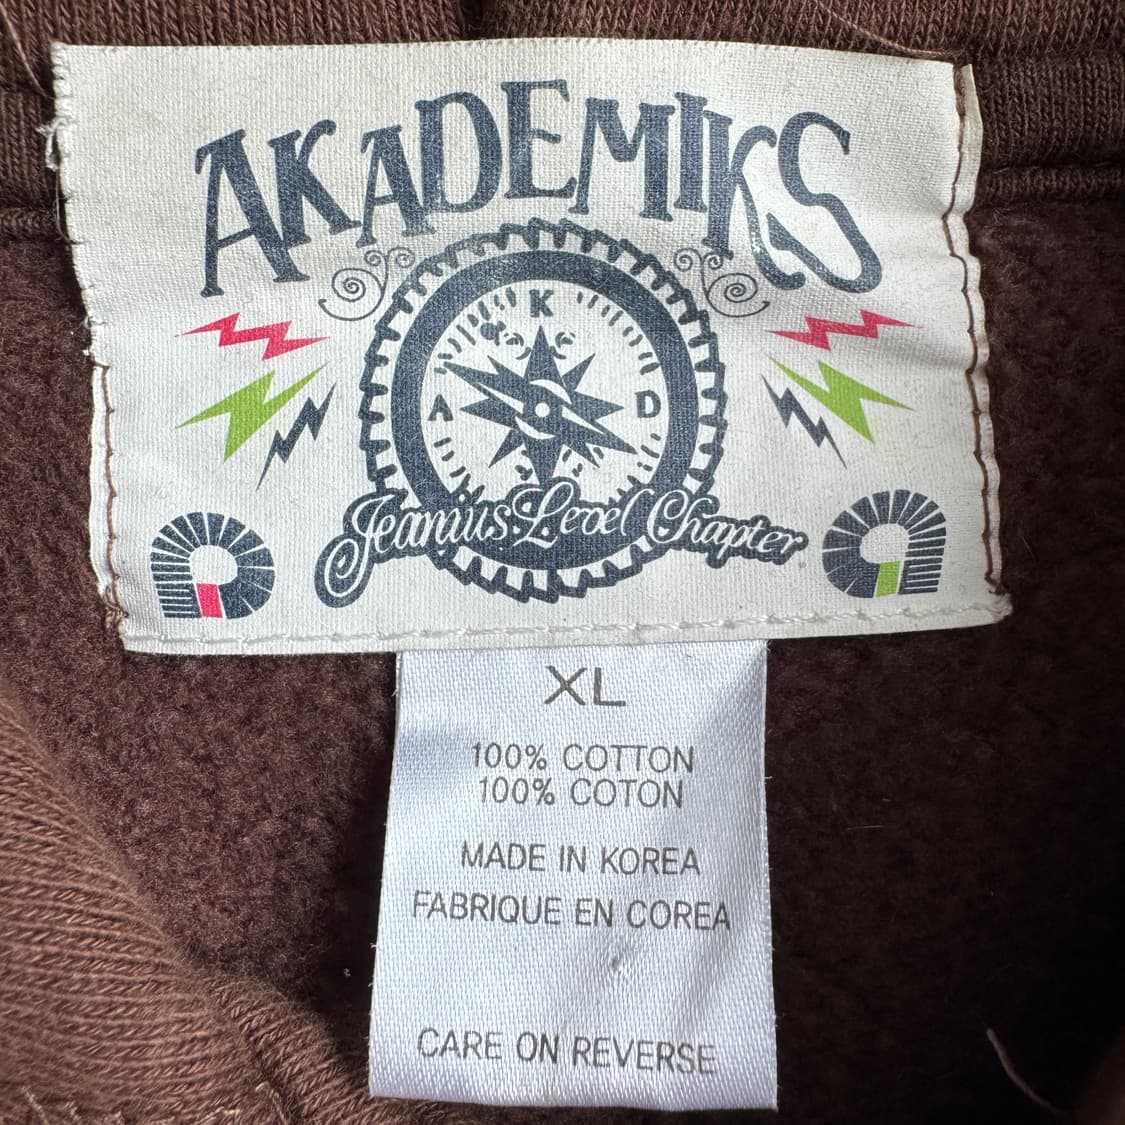 AKADEMIKS
K
A D
Jeanius Level Chapter
XL
100% COTTON
100% COTON
MADE IN KOREA
FABRIQUE EN COREA
CARE ON REVERSE